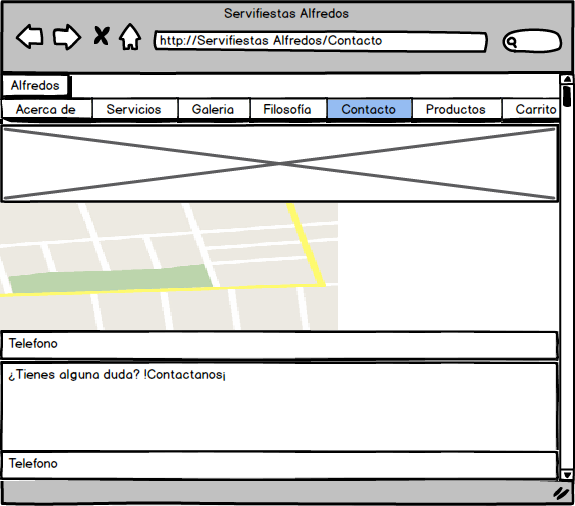 Servifiestas Alfredos
http://Servifiestas Alfredos/Contacto
Alfredos
Acerca de Servicios Galeria Filosofía Contacto Productos Carrito
Telefono
¿Tienes alguna duda? !Contactanos¡
Telefono